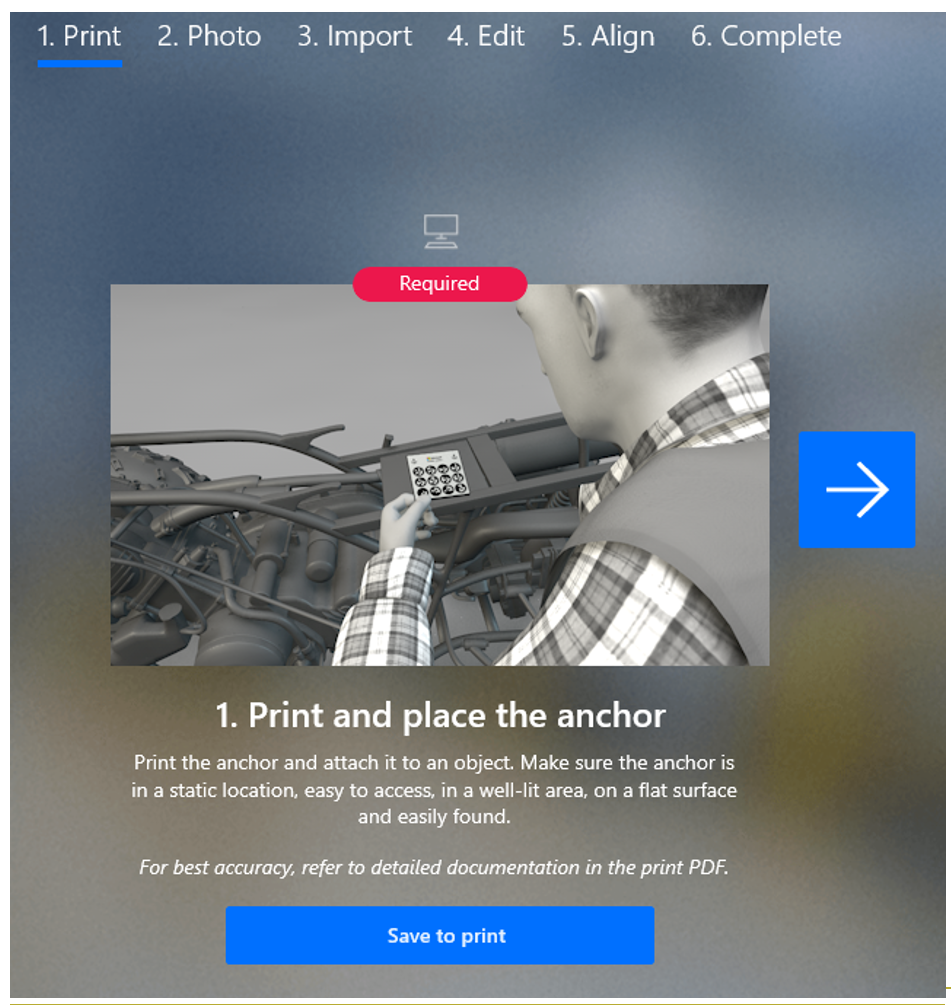 1. Print 2. Photo 3. Import 4. Edit 5. Align 6. Complete
Required
1. Print and place the anchor
Print the anchor and attach it to an object. Make sure the anchor is
in a static location, easy to access, in a well-lit area, on a flat surface
and easily found.
For best accuracy, refer to detailed documentation in the print PDF.
Save to print